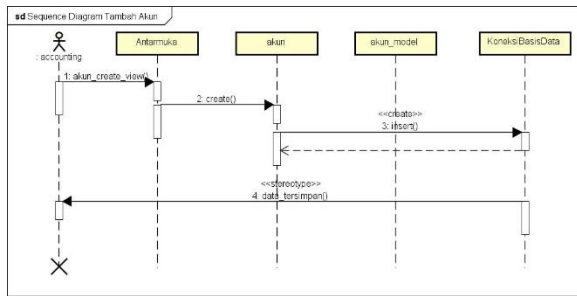 sd Sequence Diagram Tambah Akun
: accounting
Antarmuka
akun
akun_model
KoneksiBasisData
1: akun_create_view()
2: create()
<<create>>
3: insert()
<<stereotype>>
4: data_tersimpan()